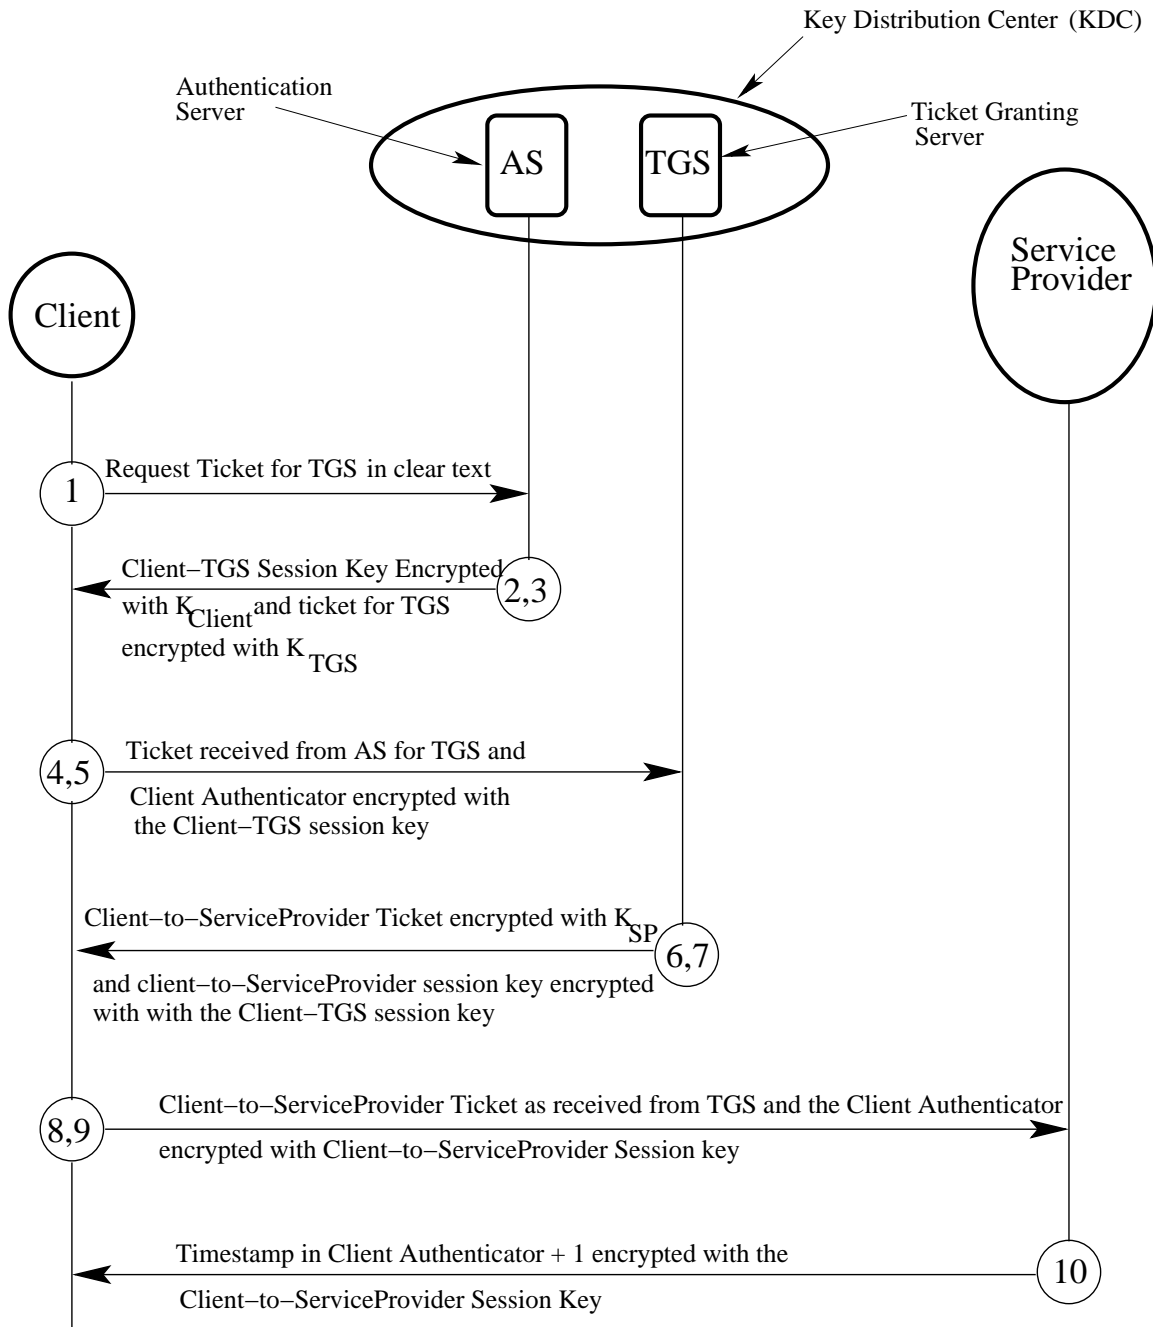 Key Distribution Center (KDC)
Authentication
Server
Ticket Granting
Server
AS
TGS
Service
Provider
Client
Request Ticket for TGS in clear text
1
Client−TGS Session Key Encrypted
2,3
with K Client and ticket for TGS
encrypted with K TGS
Ticket received from AS for TGS and
4,5
Client Authenticator encrypted with
the Client−TGS session key
Client−to−ServiceProvider Ticket encrypted with K SP
6,7
and client−to−ServiceProvider session key encrypted
with with the Client−TGS session key
Client−to−ServiceProvider Ticket as received from TGS and the Client Authenticator
8,9
encrypted with Client−to−ServiceProvider Session key
Timestamp in Client Authenticator + 1 encrypted with the
10
Client−to−ServiceProvider Session Key